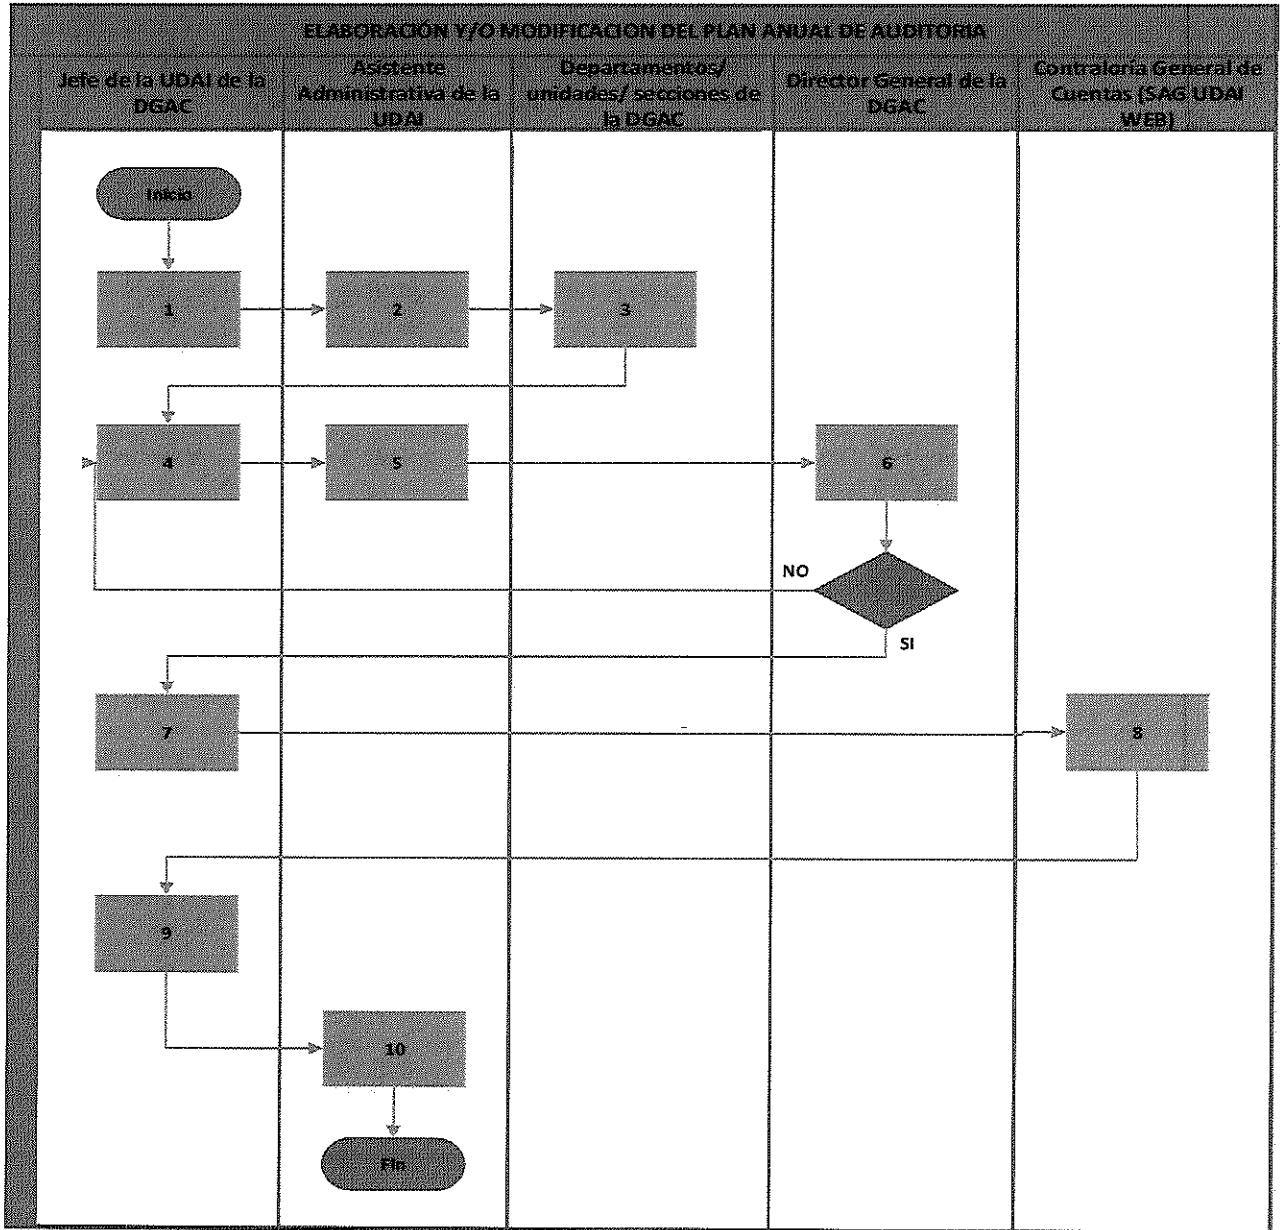 ELABORACIÓN Y/O MODIFICACION DEL PLAN ANUAL DE AUDITORIA
Jefe de la UDAI de la
DGAC
Asistente
Administrativa de la
UDAI
Departamentos/
unidades/ secciones de
la DGAC
Director General de la
DGAC
Contraloría General de
Cuentas (SAG UDAI
WEB)
Inicio
1
2
3
4
5
6
NO
SI
7
8
9
10
Fin